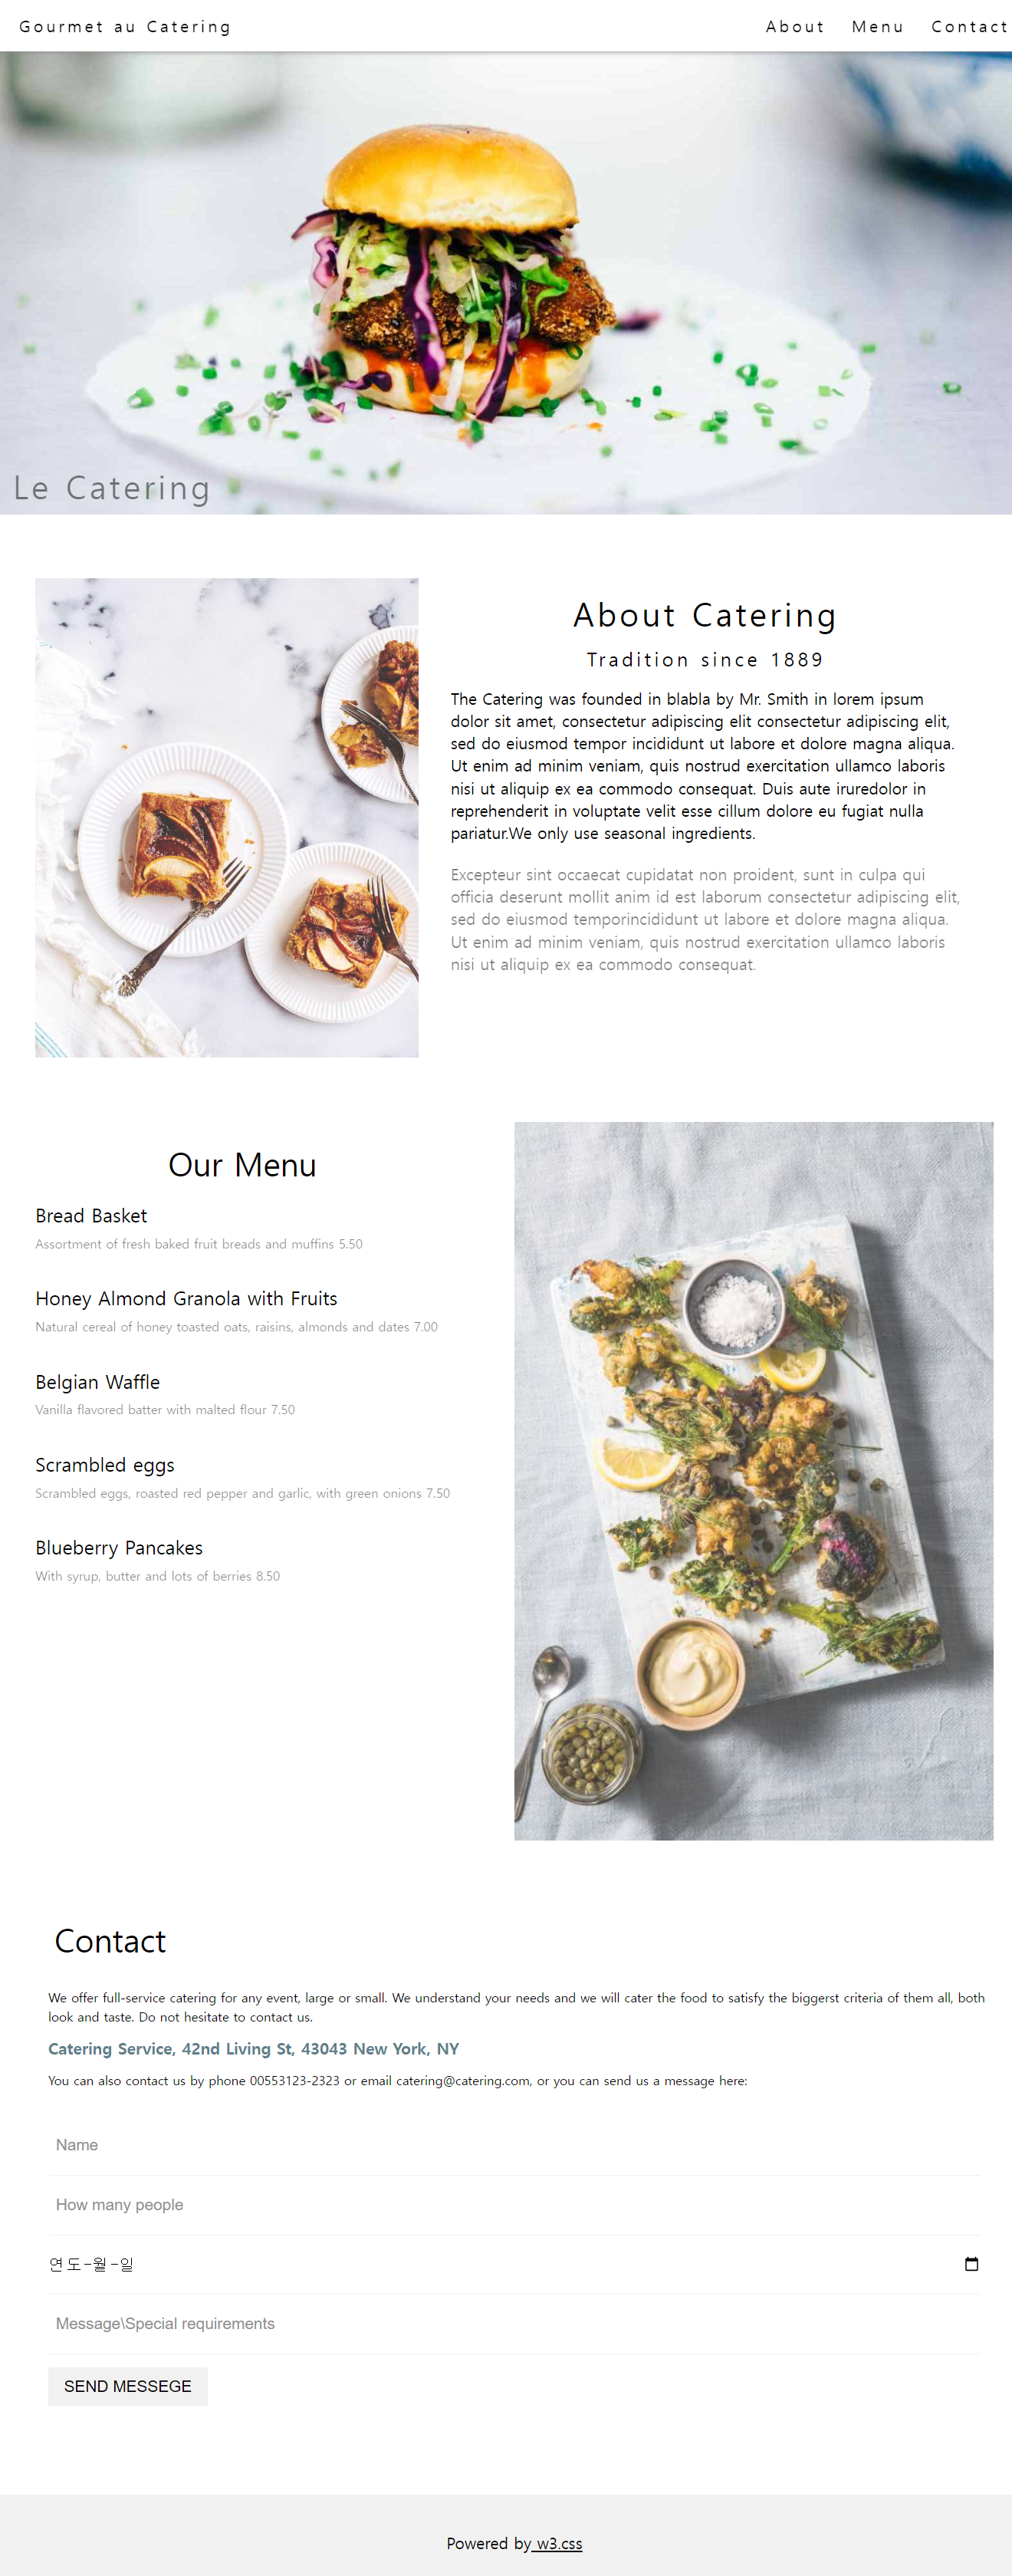 Gourmet au Catering
About Menu Contact
Le Catering
About Catering
Tradition since 1889
The Catering was founded in blabla by Mr. Smith in lorem ipsum
dolor sit amet, consectetur adipiscing elit consectetur adipiscing elit,
sed do eiusmod tempor incididunt ut labore et dolore magna aliqua.
Ut enim ad minim veniam, quis nostrud exercitation ullamco laboris
nisi ut aliquip ex ea commodo consequat. Duis aute iruredolor in
reprehenderit in voluptate velit esse cillum dolore eu fugiat nulla
pariatur.We only use seasonal ingredients.
Excepteur sint occaecat cupidatat non proident, sunt in culpa qui
officia deserunt mollit anim id est laborum consectetur adipiscing elit,
sed do eiusmod temporincididunt ut labore et dolore magna aliqua.
Ut enim ad minim veniam, quis nostrud exercitation ullamco laboris
nisi ut aliquip ex ea commodo consequat.
Our Menu
Bread Basket
Assortment of fresh baked fruit breads and muffins 5.50
Honey Almond Granola with Fruits
Natural cereal of honey toasted oats, raisins, almonds and dates 7.00
Belgian Waffle
Vanilla flavored batter with malted flour 7.50
Scrambled eggs
Scrambled eggs, roasted red pepper and garlic, with green onions 7.50
Blueberry Pancakes
With syrup, butter and lots of berries 8.50
Contact
We offer full-service catering for any event, large or small. We understand your needs and we will cater the food to satisfy the biggerst criteria of them all, both
look and taste. Do not hesitate to contact us.
Catering Service, 42nd Living St, 43043 New York, NY
You can also contact us by phone 00553123-2323 or email catering@catering.com, or you can send us a message here:
Name
How many people
연도-월-일
Message\Special requirements
SEND MESSEGE
Powered by w3.css